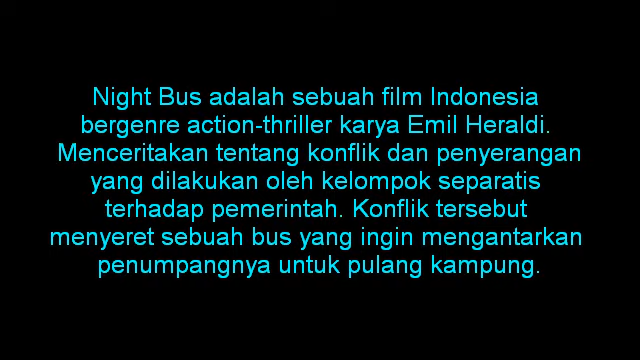 Night Bus adalah sebuah film Indonesia
bergenre action-thriller karya Emil Heraldi.
Menceritakan tentang konflik dan penyerangan
yang dilakukan oleh kelompok separatis
terhadap pemerintah. Konflik tersebut
menyeret sebuah bus yang ingin mengantarkan
penumpangnya untuk pulang kampung.